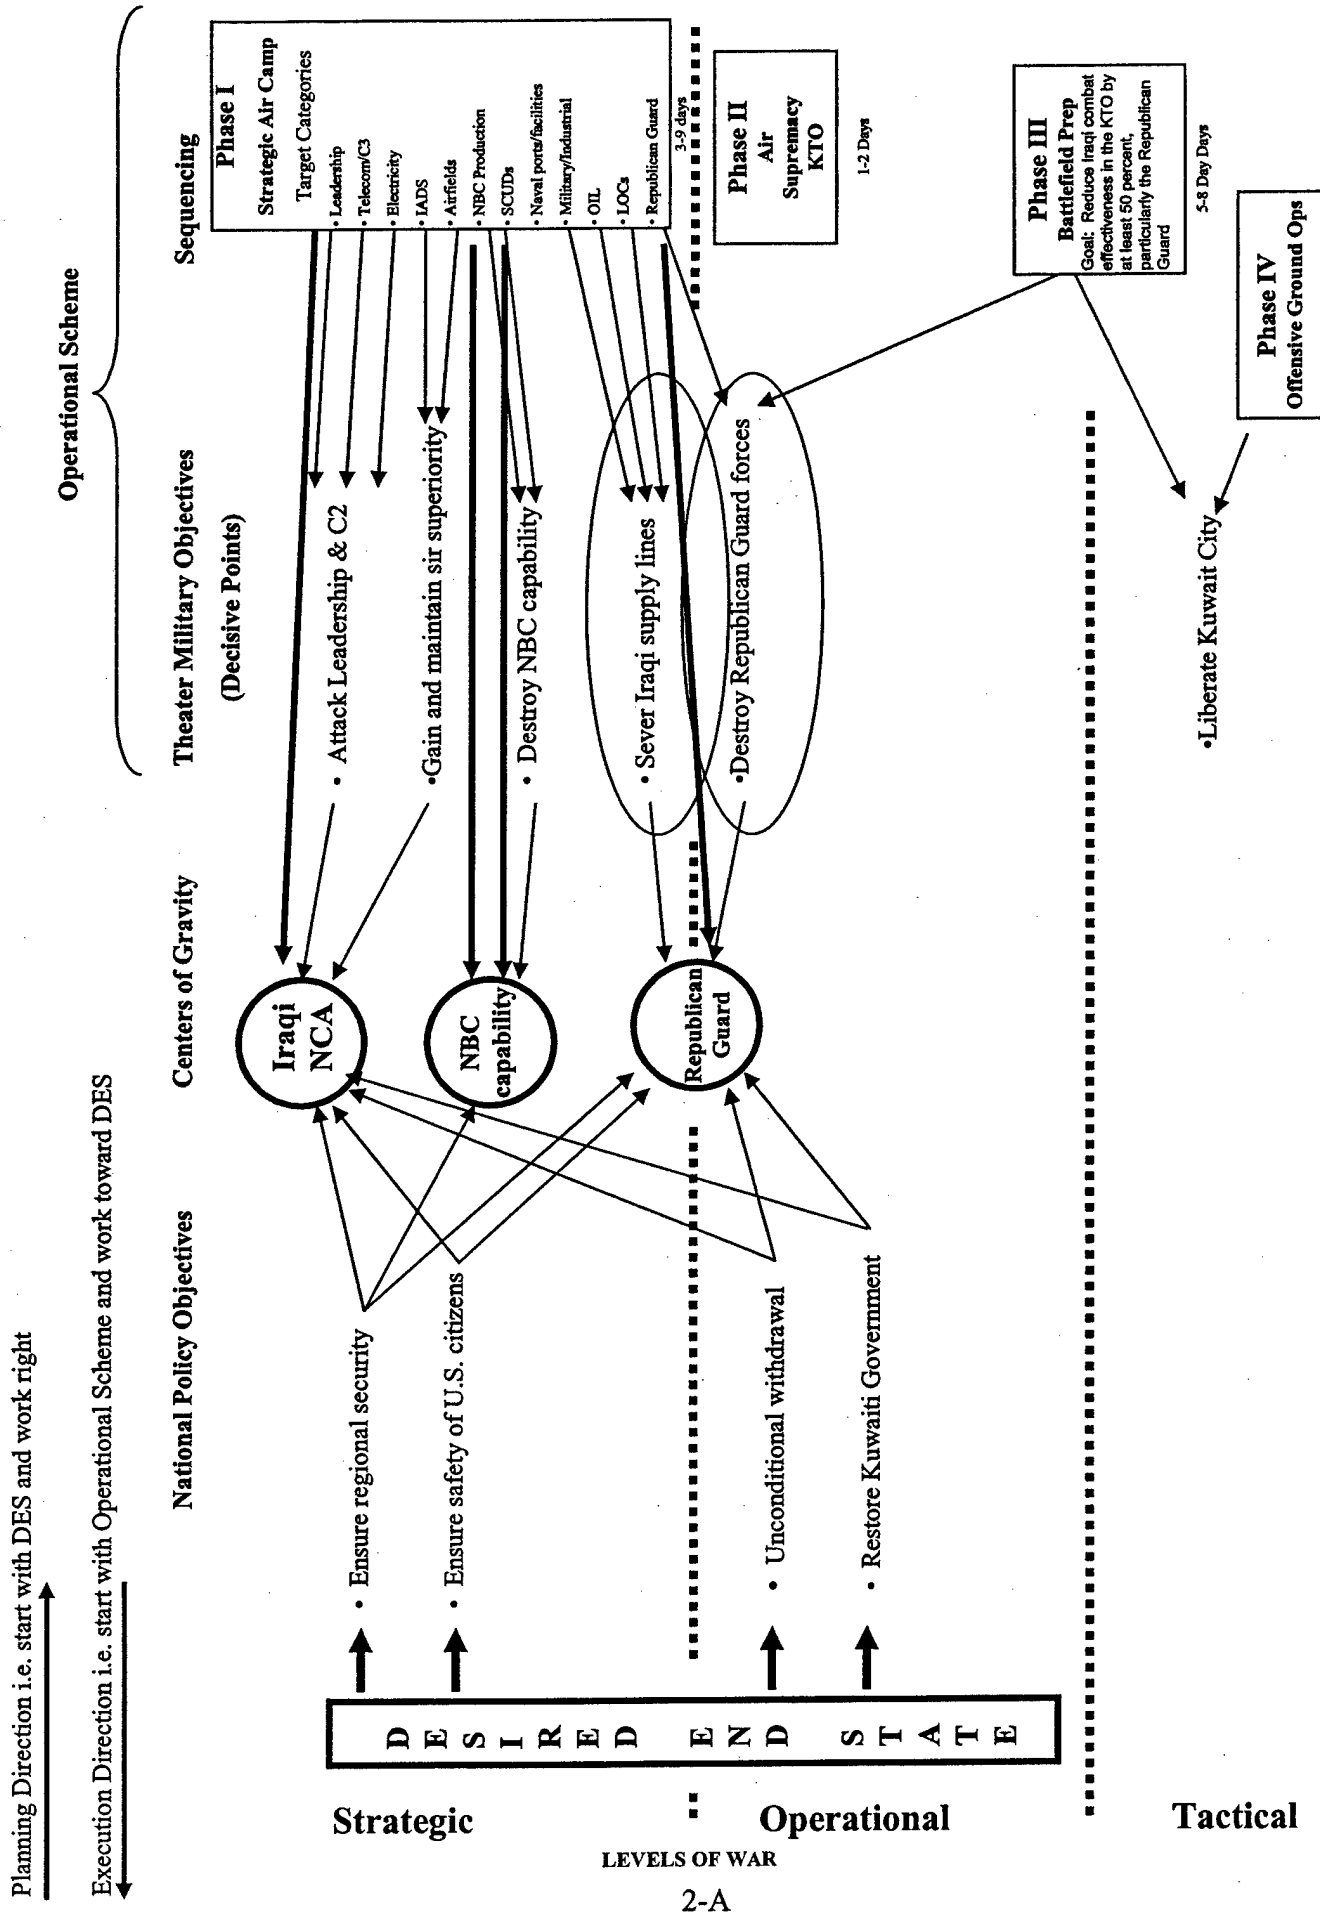 Planning Direction i.e. start with DES and work right
Execution Direction i.e. start with Operational Scheme and work toward DES
Operational Scheme
National Policy Objectives
Centers of Gravity
Theater Military Objectives
(Decisive Points)
Sequencing
Strategic
Operational
Tactical
LEVELS OF WAR
DESIRED END STATE
• Ensure regional security
• Ensure safety of U.S. citizens
• Unconditional withdrawal
• Restore Kuwaiti Government
Iraqi
NCA
NBC
capability
Republican
Guard
• Attack Leadership & C2
•Gain and maintain sir superiority
• Destroy NBC capability
• Sever Iraqi supply lines
•Destroy Republican Guard forces
•Liberate Kuwait City
Phase I
Strategic Air Camp
Target Categories
• Leadership
• Telecom/C3
• Electricity
• IADS
• Airfields
• NBC Production
• SCUDs
• Naval ports/facilities
• Military/Industrial
• OIL
• LOCs
• Republican Guard
3-9 days
Phase II
Air
Supremacy
KTO
1-2 Days
Phase III
Battlefield Prep
Goal: Reduce Iraqi combat
effectiveness in the KTO by
at least 50 percent,
particularly the Republican
Guard
5-8 Day Days
Phase IV
Offensive Ground Ops
2-A